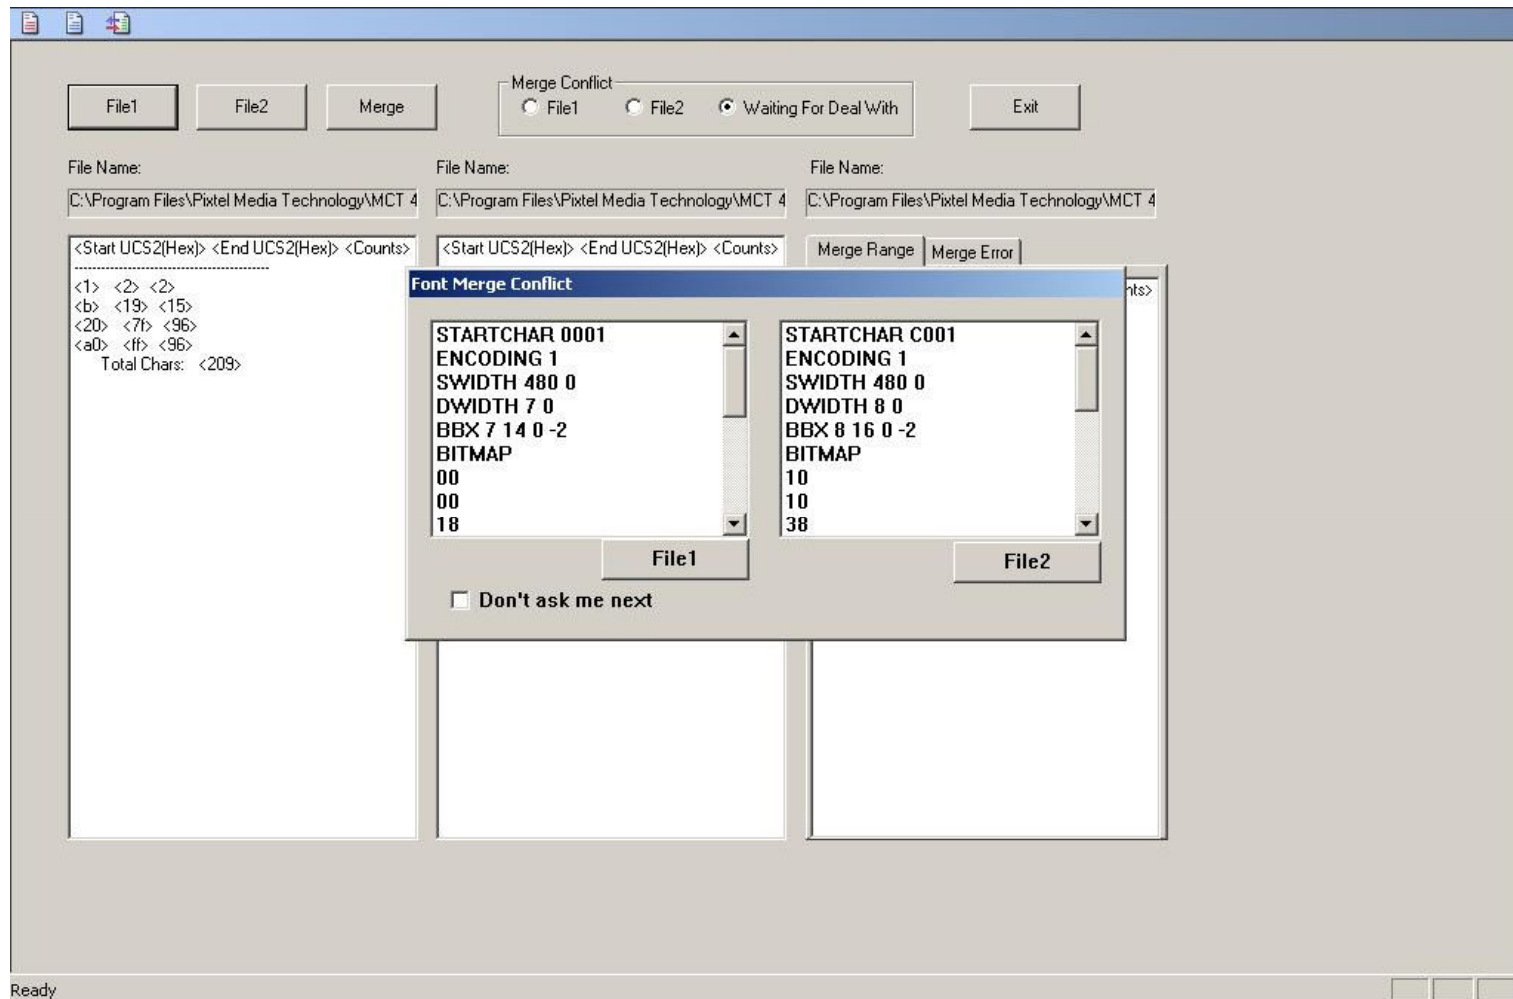 File1
File2
Merge
Merge Conflict
File1
File2
Waiting For Deal With
Exit
File Name:
File Name:
File Name:
C:\Program Files\Pixtel Media Technology\MCT 4
C:\Program Files\Pixtel Media Technology\MCT 4
C:\Program Files\Pixtel Media Technology\MCT 4
<Start UCS2(Hex)> <End UCS2(Hex)> <Counts>
--------------------------------------------
<1> <2> <2>
<b> <19> <15>
<20> <7f> <96>
<a0> <ff> <96>
Total Chars: <209>
<Start UCS2(Hex)> <End UCS2(Hex)> <Counts>
Merge Range
Merge Error
nts>
Font Merge Conflict
STARTCHAR 0001
ENCODING 1
SWIDTH 480 0
DWIDTH 7 0
BBX 7 14 0 -2
BITMAP
00
00
18
File1
STARTCHAR C001
ENCODING 1
SWIDTH 480 0
DWIDTH 8 0
BBX 8 16 0 -2
BITMAP
10
10
38
File2
Don't ask me next
Ready